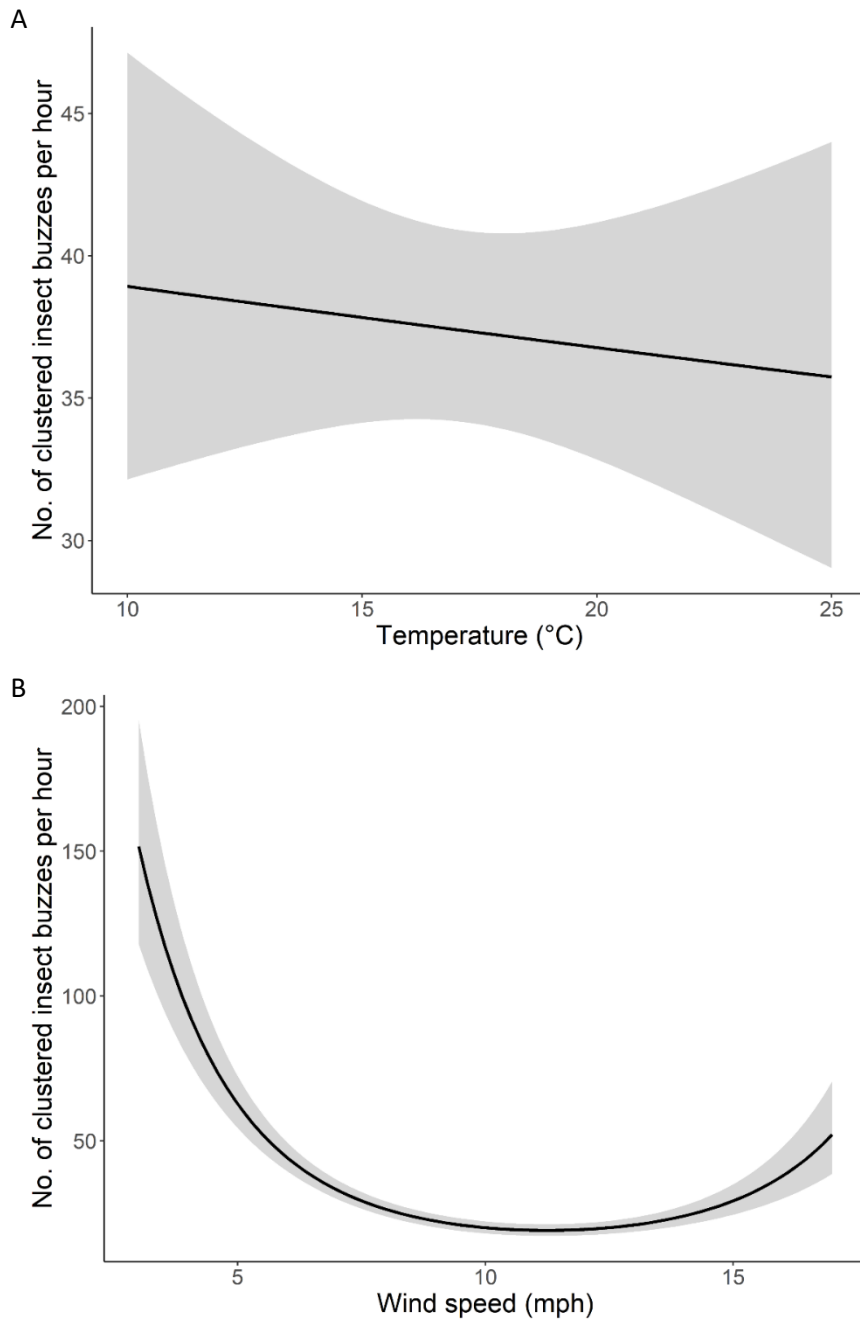 A
No. of clustered insect buzzes per hour
45
40
35
30
10 15 20 25
Temperature (°C)
B
No. of clustered insect buzzes per hour
200
150
100
50
5 10 15
Wind speed (mph)